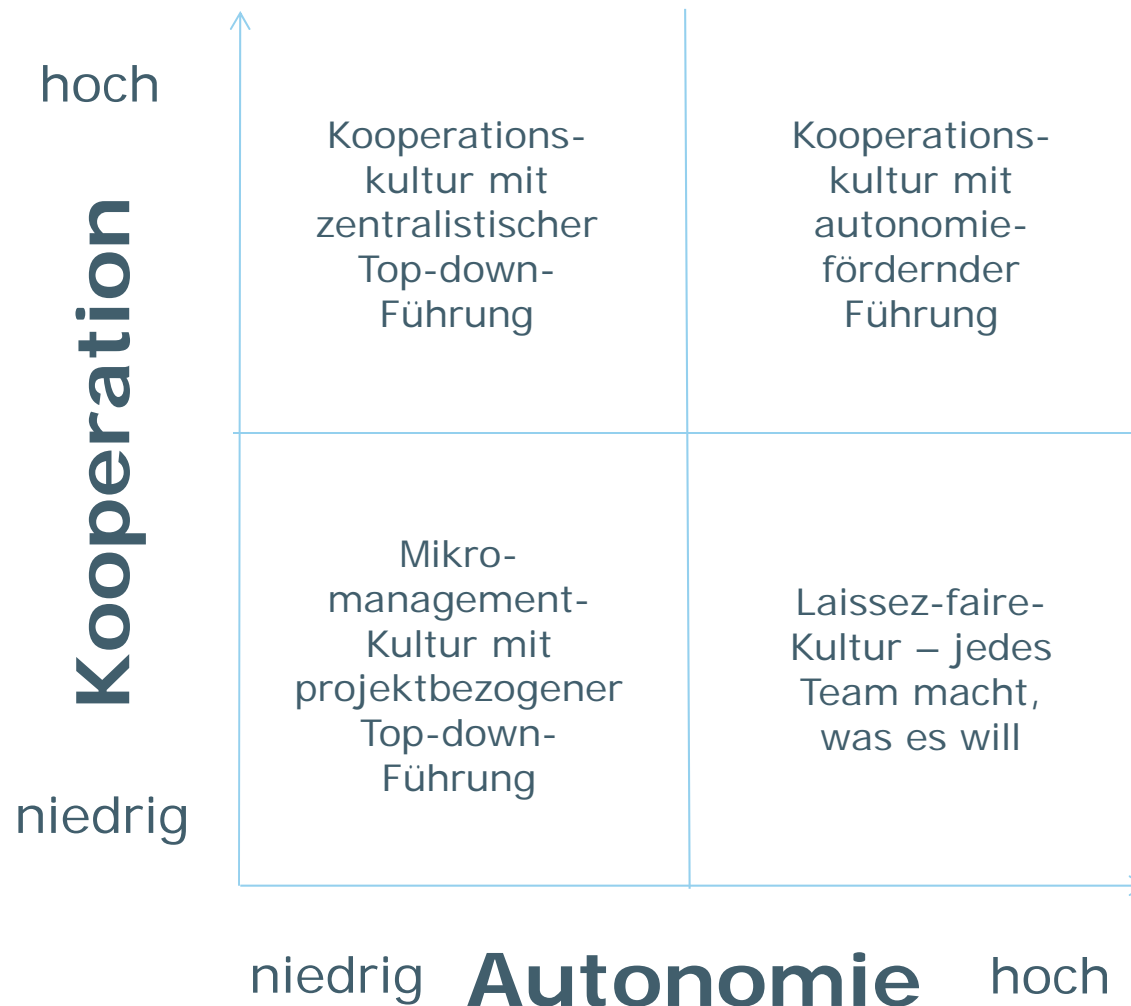 hoch
Kooperation
niedrig
Kooperations-
kultur mit
zentralistischer
Top-down-
Führung
Kooperations-
kultur mit
autonomie-
fördernder
Führung
Mikro-
management-
Kultur mit
projektbezogener
Top-down-
Führung
Laissez-faire-
Kultur – jedes
Team macht,
was es will
niedrig
Autonomie
hoch